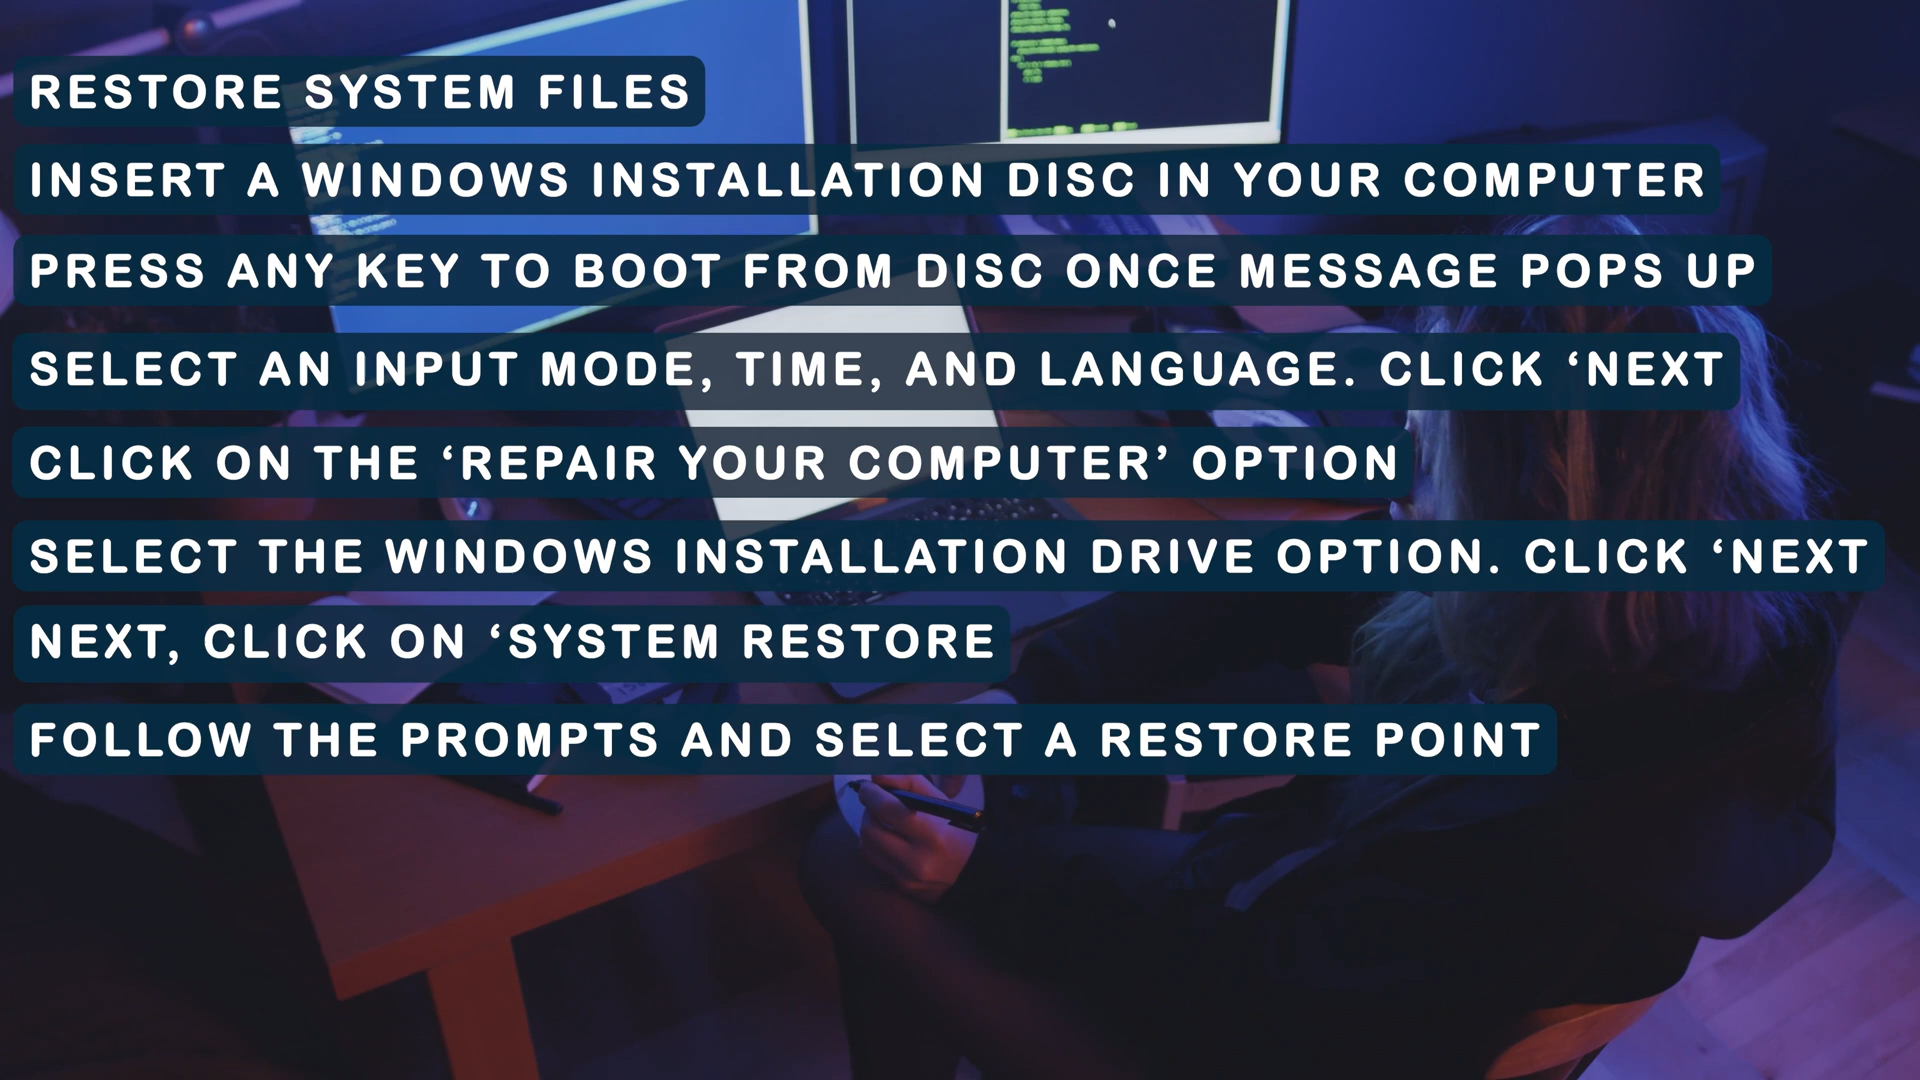 RESTORE SYSTEM FILES
INSERT A WINDOWS INSTALLATION DISC IN YOUR COMPUTER
PRESS ANY KEY TO BOOT FROM DISC ONCE MESSAGE POPS UP
SELECT AN INPUT MODE, TIME, AND LANGUAGE. CLICK ‘NEXT
CLICK ON THE ‘REPAIR YOUR COMPUTER’ OPTION
SELECT THE WINDOWS INSTALLATION DRIVE OPTION. CLICK ‘NEXT
NEXT, CLICK ON ‘SYSTEM RESTORE
FOLLOW THE PROMPTS AND SELECT A RESTORE POINT